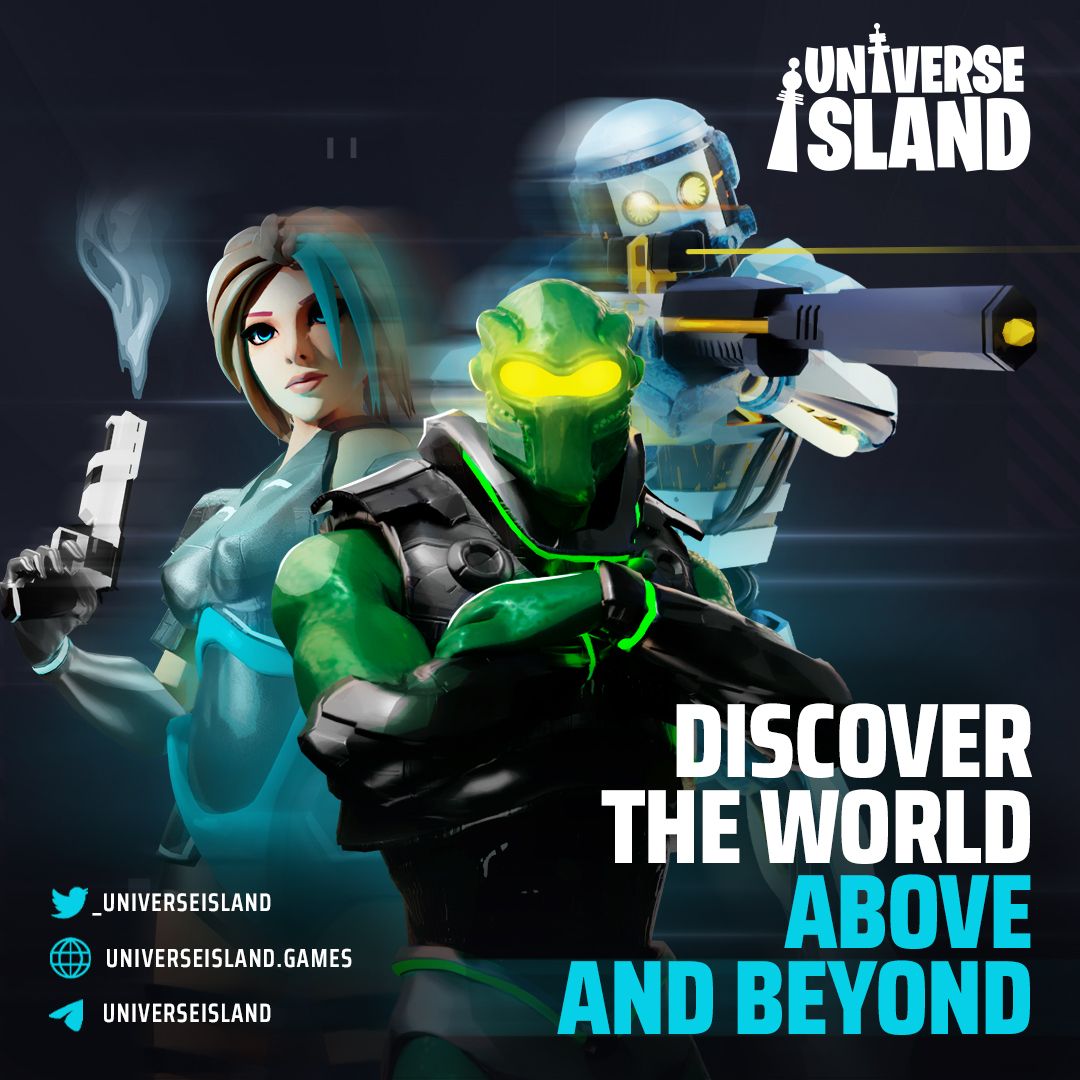 UNIVERSE
ISLAND
DISCOVER
THE WORLD
ABOVE
AND BEYOND
_UNIVERSEISLAND
UNIVERSEISLAND.GAMES
UNIVERSEISLAND